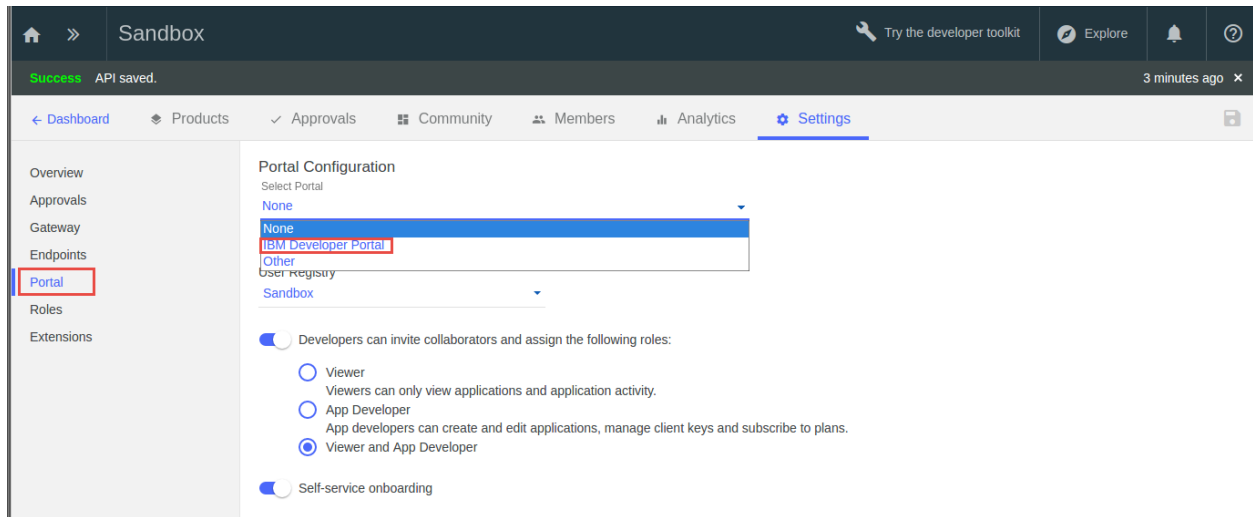 Sandbox
Try the developer toolkit
Explore
Success API saved.
3 minutes ago ×
← Dashboard
Products
Approvals
Community
Members
Analytics
Settings
Overview
Approvals
Gateway
Endpoints
Portal
Roles
Extensions
Portal Configuration
Select Portal
None
None
IBM Developer Portal
Other
User Registry
Sandbox
Developers can invite collaborators and assign the following roles:
Viewer
Viewers can only view applications and application activity.
App Developer
App developers can create and edit applications, manage client keys and subscribe to plans.
Viewer and App Developer
Self-service onboarding